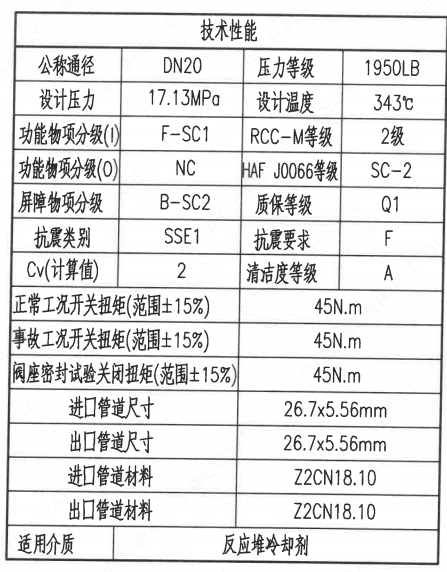 技术性能
公称通径 DN20 压力等级 1950LB
设计压力 17.13MPa 设计温度 343℃
功能物项分级(I) F-SC1 RCC-M等级 2级
功能物项分级(O) NC HAF J0066等级 SC-2
屏障物项分级 B-SC2 质保等级 Q1
抗震类别 SSE1 抗震要求 F
Cv(计算值) 2 清洁度等级 A
正常工况开关扭矩(范围±15%) 45N.m
事故工况开关扭矩(范围±15%) 45N.m
阀座密封试验关闭扭矩(范围±15%) 45N.m
进口管道尺寸 26.7x5.56mm
出口管道尺寸 26.7x5.56mm
进口管道材料 Z2CN18.10
出口管道材料 Z2CN18.10
适用介质 反应堆冷却剂